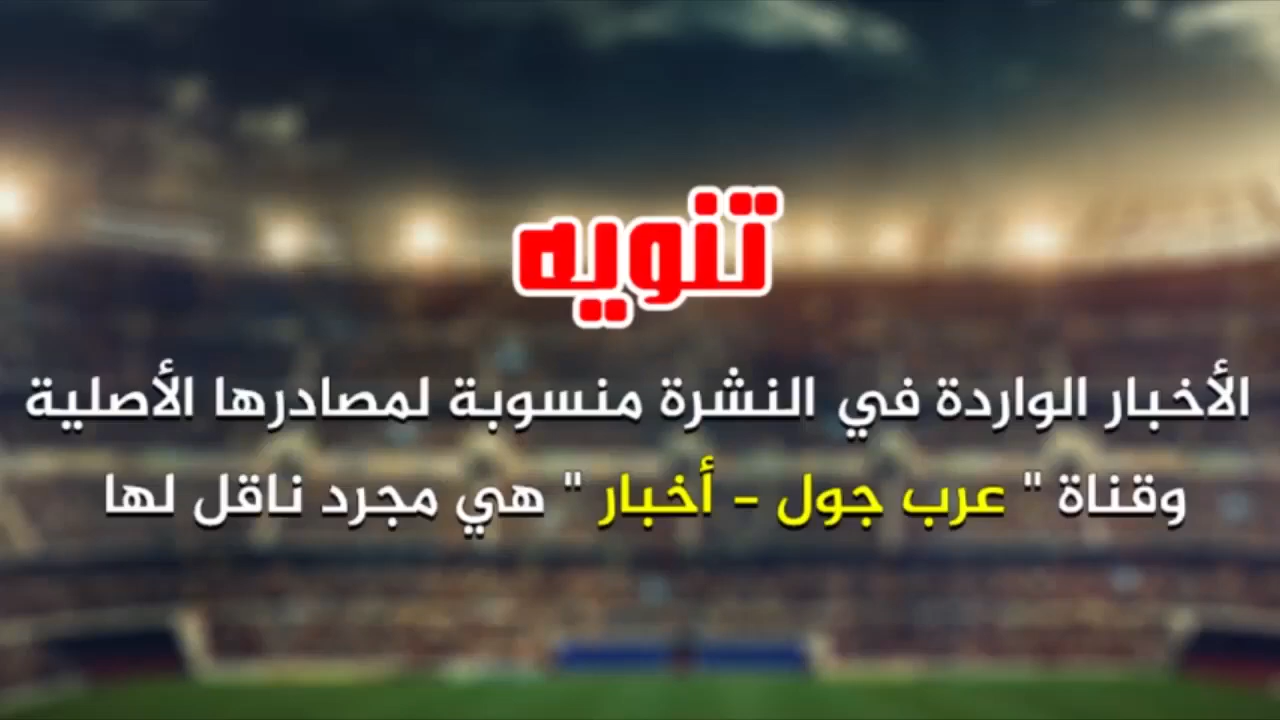 تنويه
الأخبار الواردة في النشرة منسوبة لمصادرها الأصلية
وقناة " عرب جول - أخبار " هي مجرد ناقل لها